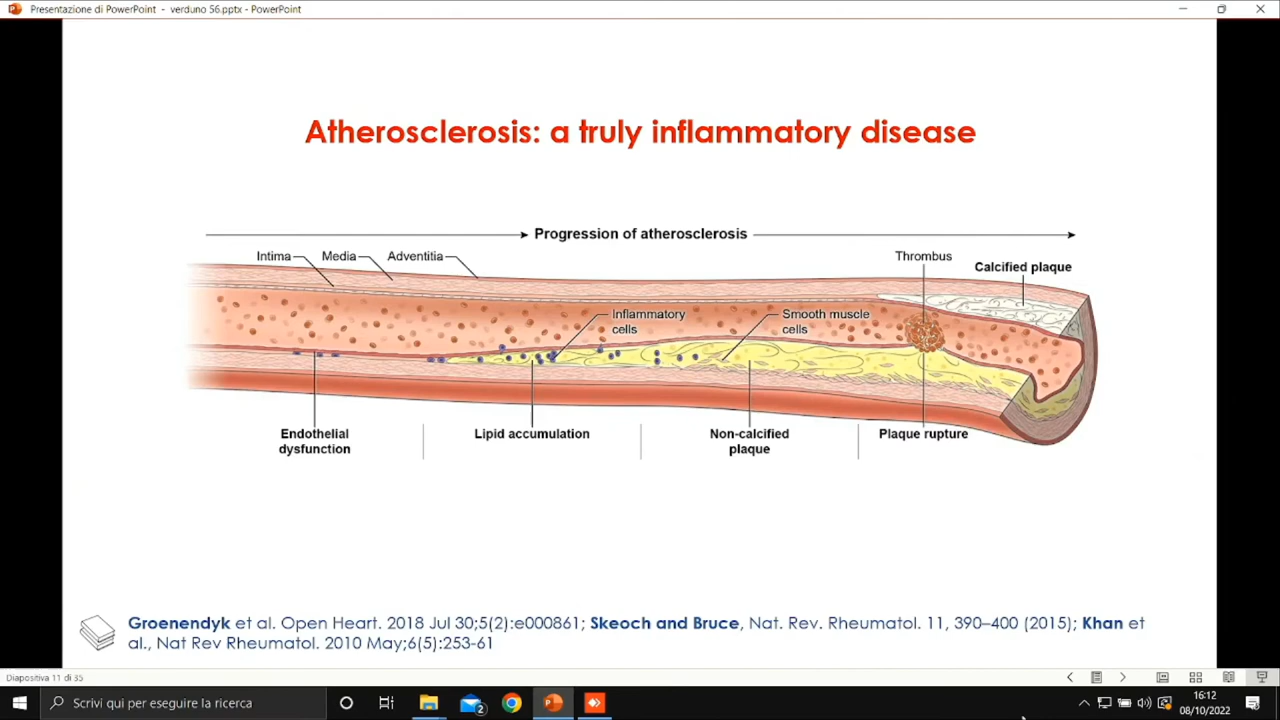 Presentazione di PowerPoint - verduno 56.pptx - PowerPoint
Atherosclerosis: a truly inflammatory disease
Progression of atherosclerosis
Intima
Media
Adventitia
Thrombus
Calcified plaque
Inflammatory
cells
Smooth muscle
cells
Endothelial
dysfunction
Lipid accumulation
Non-calcified
plaque
Plaque rupture
Groenendyk et al. Open Heart. 2018 Jul 30;5(2):e000861; Skeoch and Bruce, Nat. Rev. Rheumatol. 11, 390–400 (2015); Khan et
al., Nat Rev Rheumatol. 2010 May;6(5):253-61
Diapositiva 11 di 35
Scrivi qui per eseguire la ricerca
2
16:12
08/10/2022